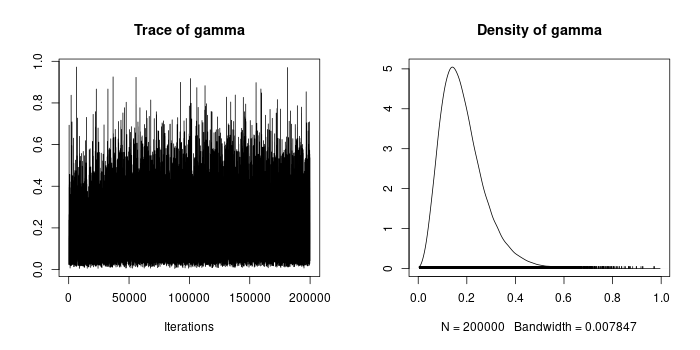 Trace of gamma
1.0
0.8
0.6
0.4
0.2
0.0
0 50000 100000 150000 200000
Iterations
Density of gamma
5
4
3
2
1
0
0.0 0.2 0.4 0.6 0.8 1.0
N = 200000 Bandwidth = 0.007847